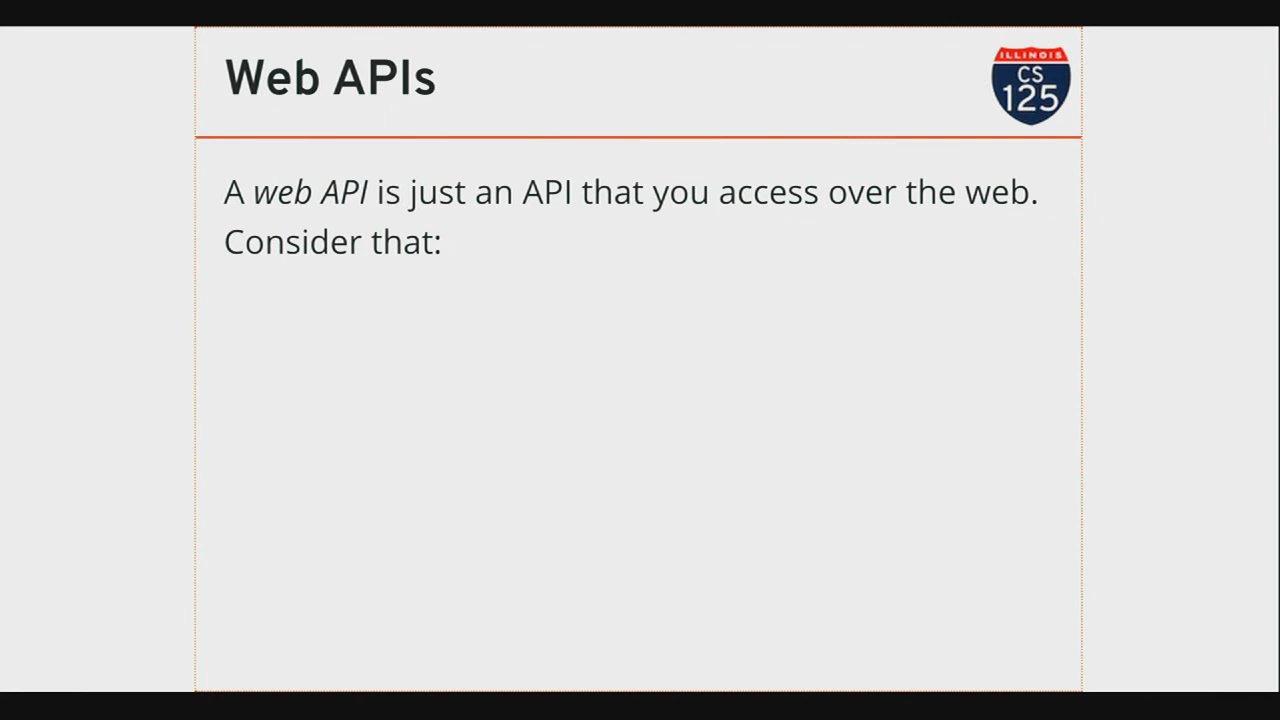 Web APIs
ILLINOIS
CS
125
A web API is just an API that you access over the web.
Consider that: